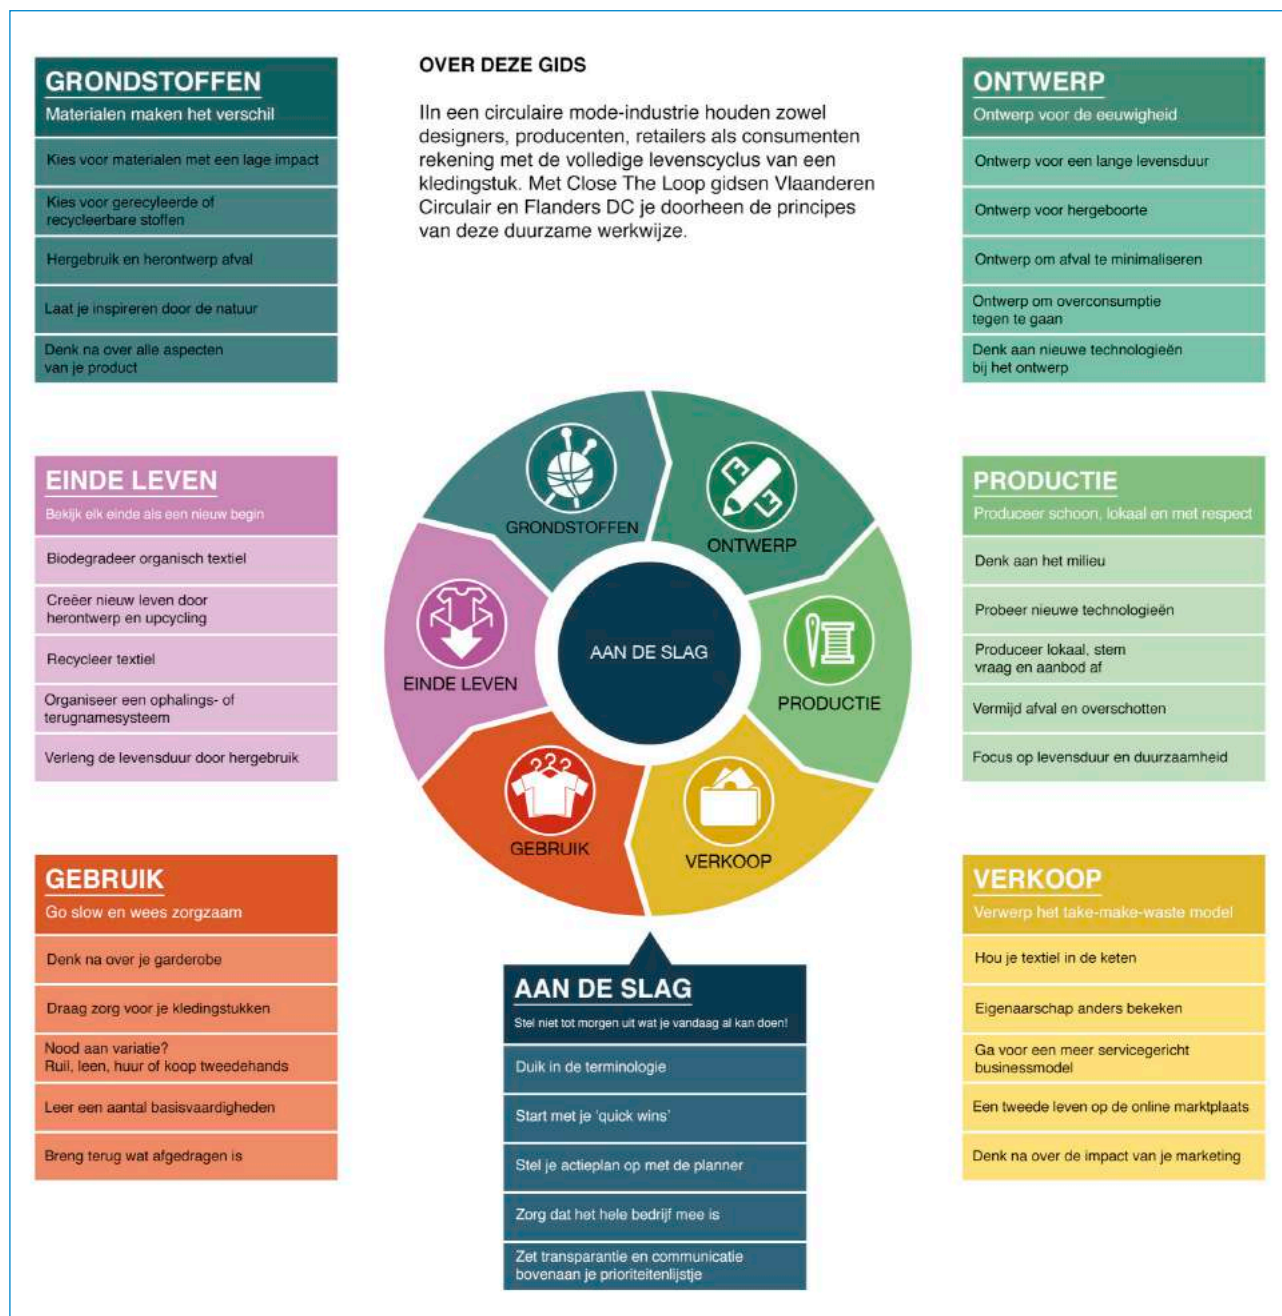 GRONDSTOFFEN
Materialen maken het verschil
Kies voor materialen met een lage impact
Kies voor gerecyleerde of
recycleerbare stoffen
Hergebruik en herontwerp afval
Laat je inspireren door de natuur
Denk na over alle aspecten
van je product
OVER DEZE GIDS
IIn een circulaire mode-industrie houden zowel
designers, producenten, retailers als consumenten
rekening met de volledige levenscyclus van een
kledingstuk. Met Close The Loop gidsen Vlaanderen
Circulair en Flanders DC je doorheen de principes
van deze duurzame werkwijze.
ONTWERP
Ontwerp voor de eeuwigheid
Ontwerp voor een lange levensduur
Ontwerp voor hergeboorte
Ontwerp om afval te minimaliseren
Ontwerp om overconsumptie
tegen te gaan
Denk aan nieuwe technologieën
bij het ontwerp
EINDE LEVEN
Bekijk elk einde als een nieuw begin
Biodegradeer organisch textiel
Creëer nieuw leven door
herontwerp en upcycling
Recycleer textiel
Organiseer een ophalings- of
terugnamesysteem
Verleng de levensduur door hergebruik
GRONDSTOFFEN
ONTWERP
EINDE LEVEN
AAN DE SLAG
PRODUCTIE
GEBRUIK
VERKOOP
PRODUCTIE
Produceer schoon, lokaal en met respect
Denk aan het milieu
Probeer nieuwe technologieën
Produceer lokaal, stem
vraag en aanbod af
Vermijd afval en overschotten
Focus op levensduur en duurzaamheid
GEBRUIK
Go slow en wees zorgzaam
Denk na over je garderobe
Draag zorg voor je kledingstukken
Nood aan variatie?
Ruil, leen, huur of koop tweedehands
Leer een aantal basisvaardigheden
Breng terug wat afgedragen is
AAN DE SLAG
Stel niet tot morgen uit wat je vandaag al kan doen!
Duik in de terminologie
Start met je 'quick wins'
Stel je actieplan op met de planner
Zorg dat het hele bedrijf mee is
Zet transparantie en communicatie
bovenaan je prioriteitenlijstje
VERKOOP
Verwerp het take-make-waste model
Hou je textiel in de keten
Eigenaarschap anders bekeken
Ga voor een meer servicegericht
businessmodel
Een tweede leven op de online marktplaats
Denk na over de impact van je marketing